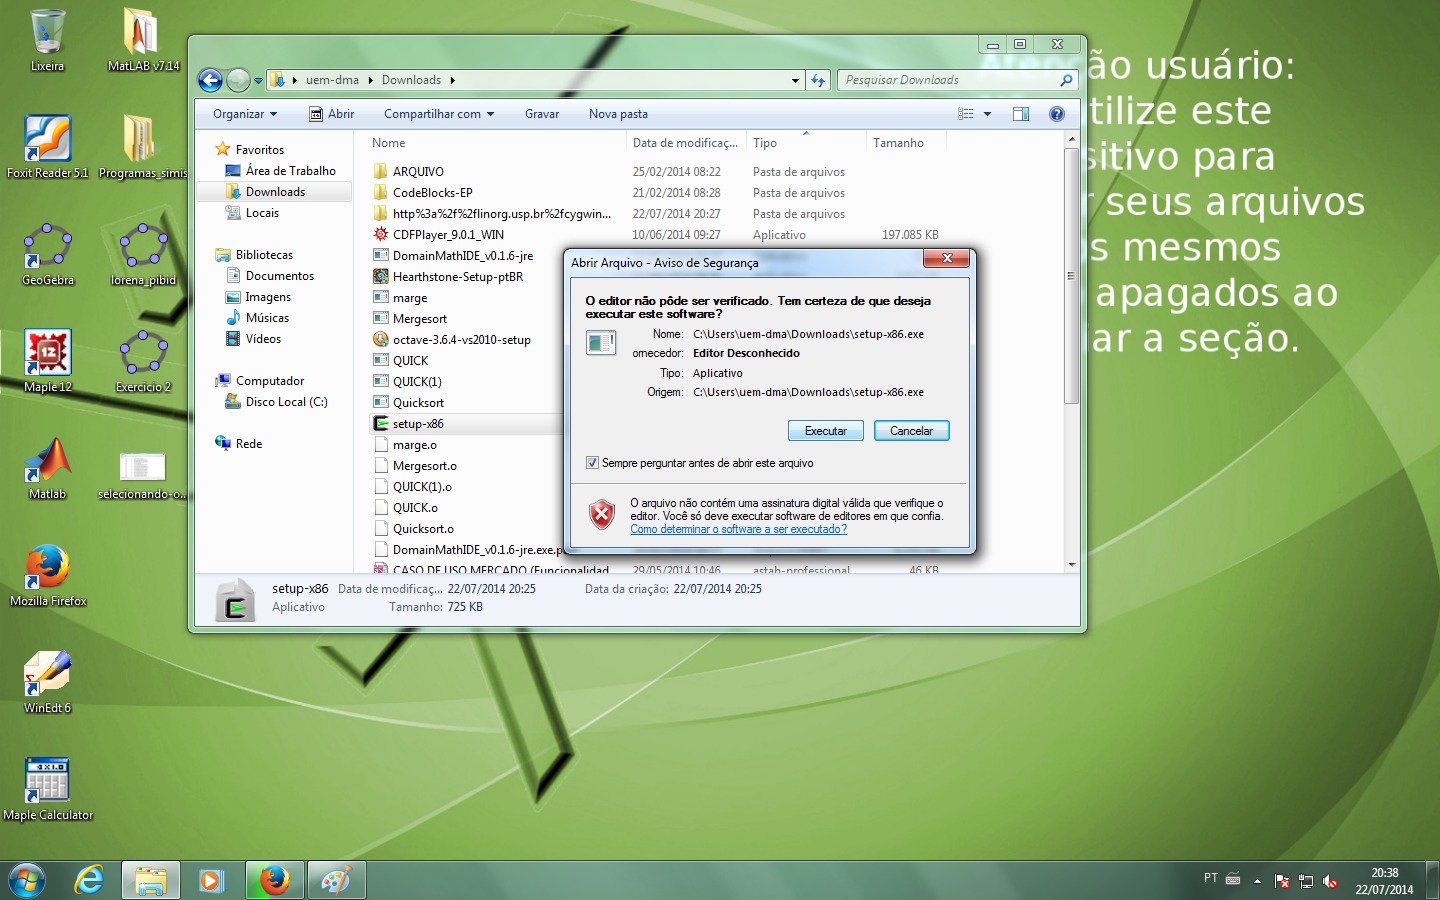 Lixeira
MatLAB v7.14
Foxit Reader 5.1
Programas_simis
GeoGebra
lorena_pibid
Maple 12
Exercicio 2
Matlab
selecionando-o...
Mozilla Firefox
WinEdt 6
Maple Calculator
ão usuário:
tilize este
sitivo para
seus arquivos
s mesmos
apagados ao
iar a seção.
uem-dma
Downloads
Pesquisar Downloads
Organizar
Abrir
Compartilhar com
Gravar
Nova pasta
Favoritos
Área de Trabalho
Downloads
Locais
Bibliotecas
Documentos
Imagens
Músicas
Vídeos
Computador
Disco Local (C:)
Rede
Nome Data de modificaç... Tipo Tamanho
ARQUIVO 25/02/2014 08:22 Pasta de arquivos
CodeBlocks-EP 21/02/2014 08:28 Pasta de arquivos
http%3a%2f%2flinorg.usp.br%2fcygwin... 22/07/2014 20:27 Pasta de arquivos
CDFPlayer_9.0.1_WIN 10/06/2014 09:27 Aplicativo 197.085 KB
DomainMathIDE_v0.1.6-jre
Hearthstone-Setup-ptBR
marge
Mergesort
octave-3.6.4-vs2010-setup
QUICK
QUICK(1)
Quicksort
setup-x86
marge.o
Mergesort.o
QUICK(1).o
QUICK.o
Quicksort.o
DomainMathIDE_v0.1.6-jre.exe.p
CASO DE USO MERCADO (Funcionalidad... 29/05/2014 10:46 astah-professional 46 KB
Abrir Arquivo - Aviso de Segurança
O editor não pôde ser verificado. Tem certeza de que deseja
executar este software?
Nome: C:\Users\uem-dma\Downloads\setup-x86.exe
ornecedor: Editor Desconhecido
Tipo: Aplicativo
Origem: C:\Users\uem-dma\Downloads\setup-x86.exe
Executar
Cancelar
Sempre perguntar antes de abrir este arquivo
O arquivo não contém uma assinatura digital válida que verifique o
editor. Você só deve executar software de editores em que confia.
Como determinar o software a ser executado?
setup-x86 Data de modificaç... 22/07/2014 20:25 Data da criação: 22/07/2014 20:25
Aplicativo Tamanho: 725 KB
PT
20:38
22/07/2014